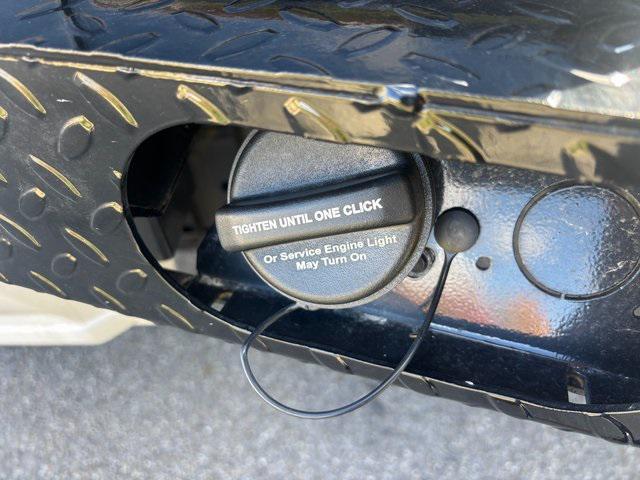 TIGHTEN UNTIL ONE CLICK
Or Service Engine Light
May Turn On